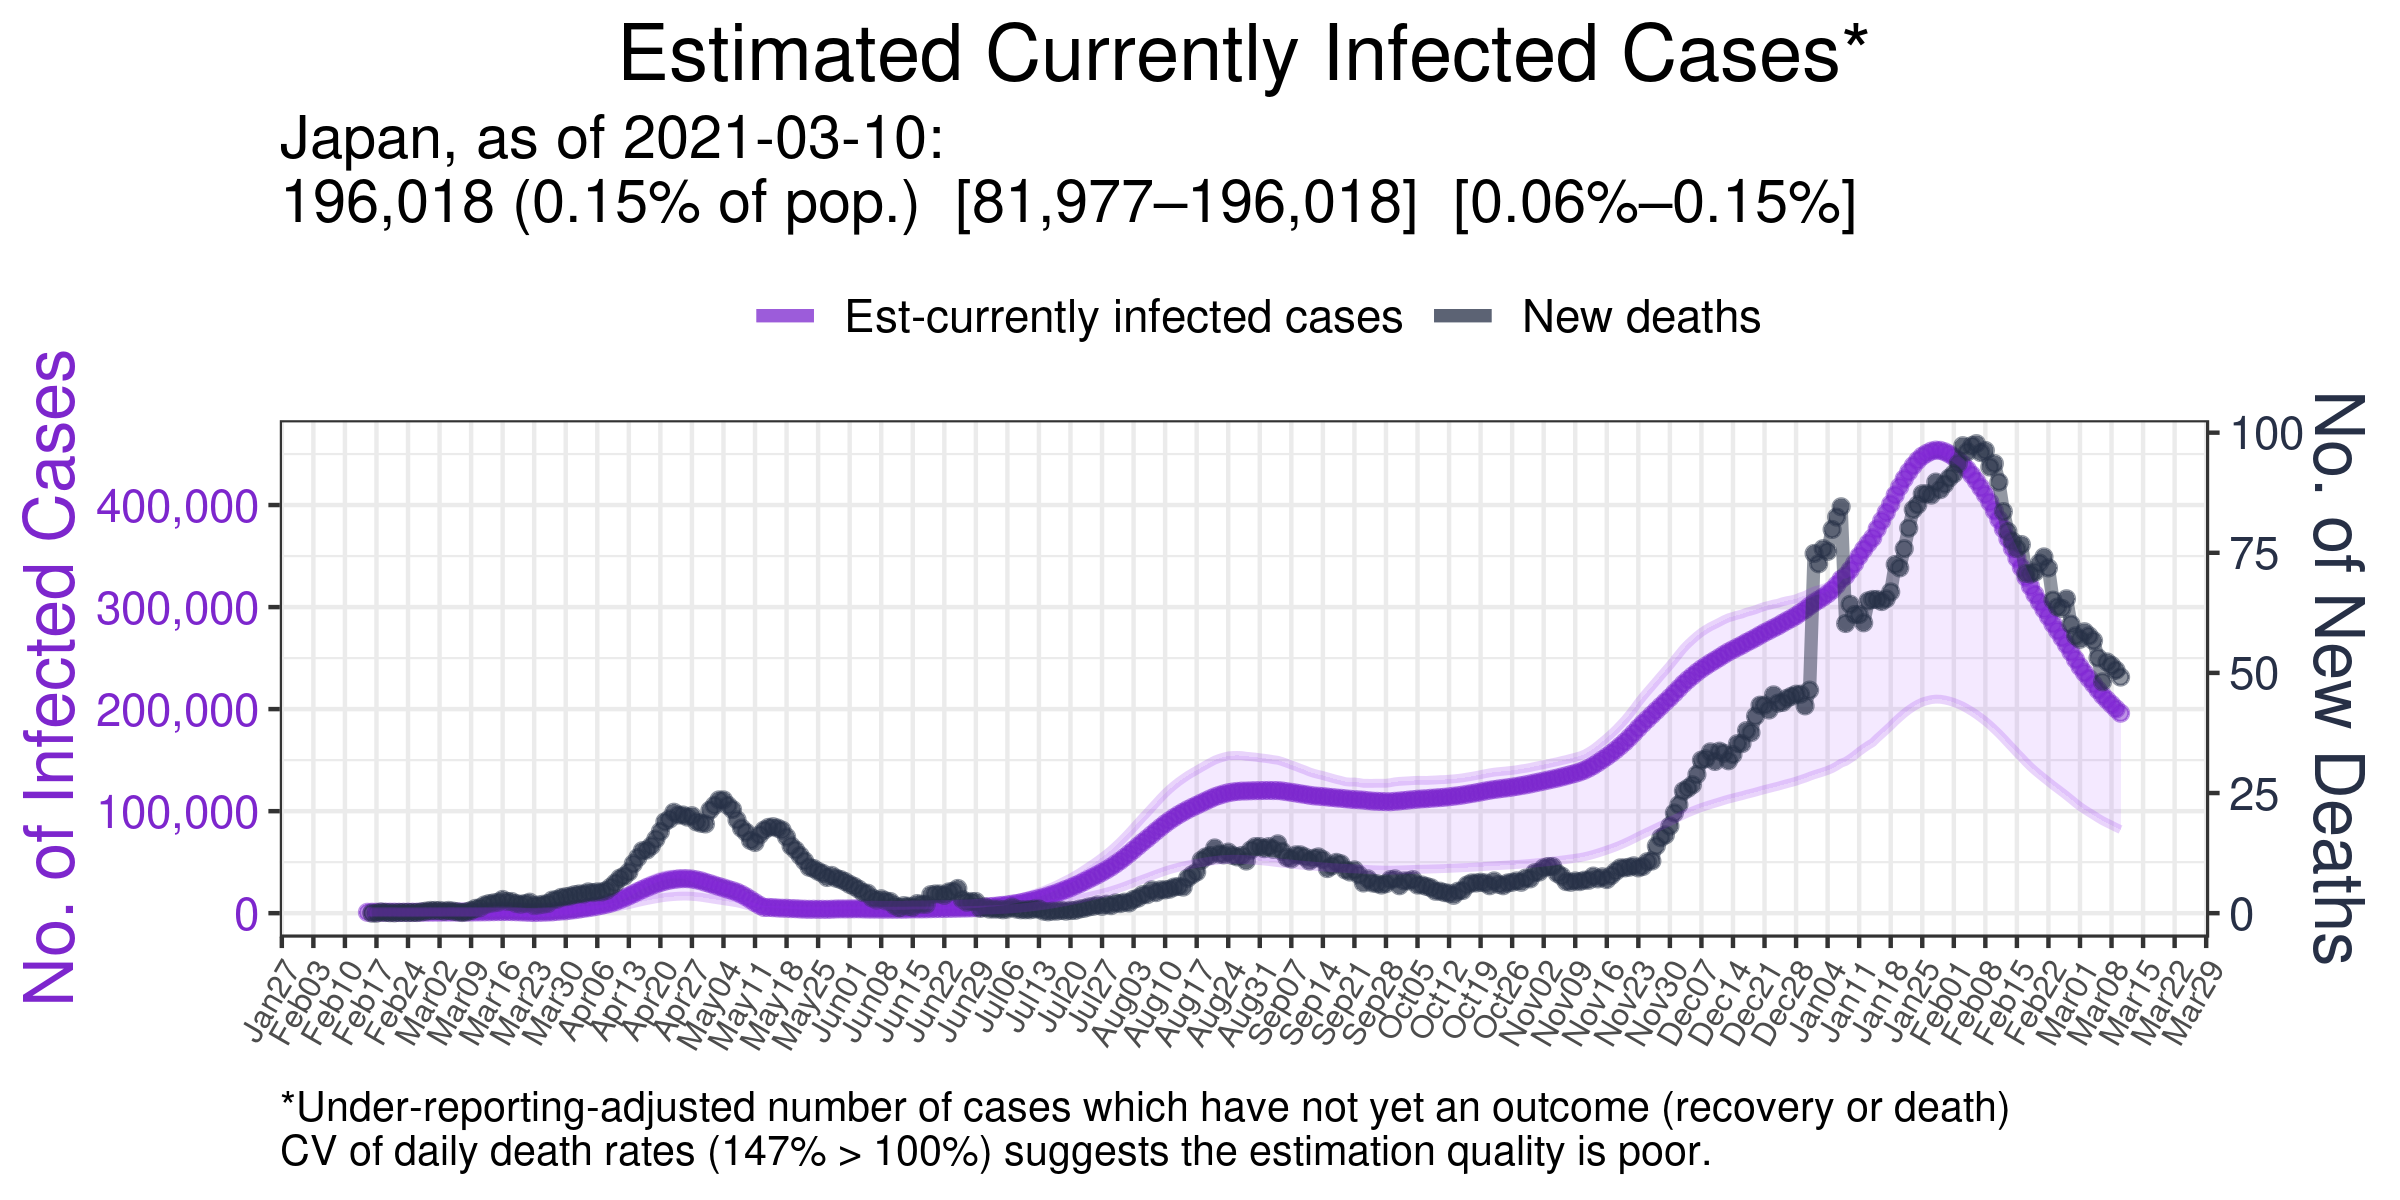 Estimated Currently Infected Cases*
Japan, as of 2021-03-10:
196,018 (0.15% of pop.)  [81,977–196,018]  [0.06%–0.15%]
Est-currently infected cases
New deaths
No. of Infected Cases
400,000
300,000
200,000
100,000
0
100
75
50
25
0
No. of New Deaths
Jan27
Feb03
Feb10
Feb17
Feb24
Mar02
Mar09
Mar16
Mar23
Mar30
Apr06
Apr13
Apr20
Apr27
May04
May11
May18
May25
Jun01
Jun08
Jun15
Jun22
Jun29
Jul06
Jul13
Jul20
Jul27
Aug03
Aug10
Aug17
Aug24
Aug31
Sep07
Sep14
Sep21
Sep28
Oct05
Oct12
Oct19
Oct26
Nov02
Nov09
Nov16
Nov23
Nov30
Dec07
Dec14
Dec21
Dec28
Jan04
Jan11
Jan18
Jan25
Feb01
Feb08
Feb15
Feb22
Mar01
Mar08
Mar15
Mar22
Mar29
*Under-reporting-adjusted number of cases which have not yet an outcome (recovery or death)
CV of daily death rates (147% > 100%) suggests the estimation quality is poor.